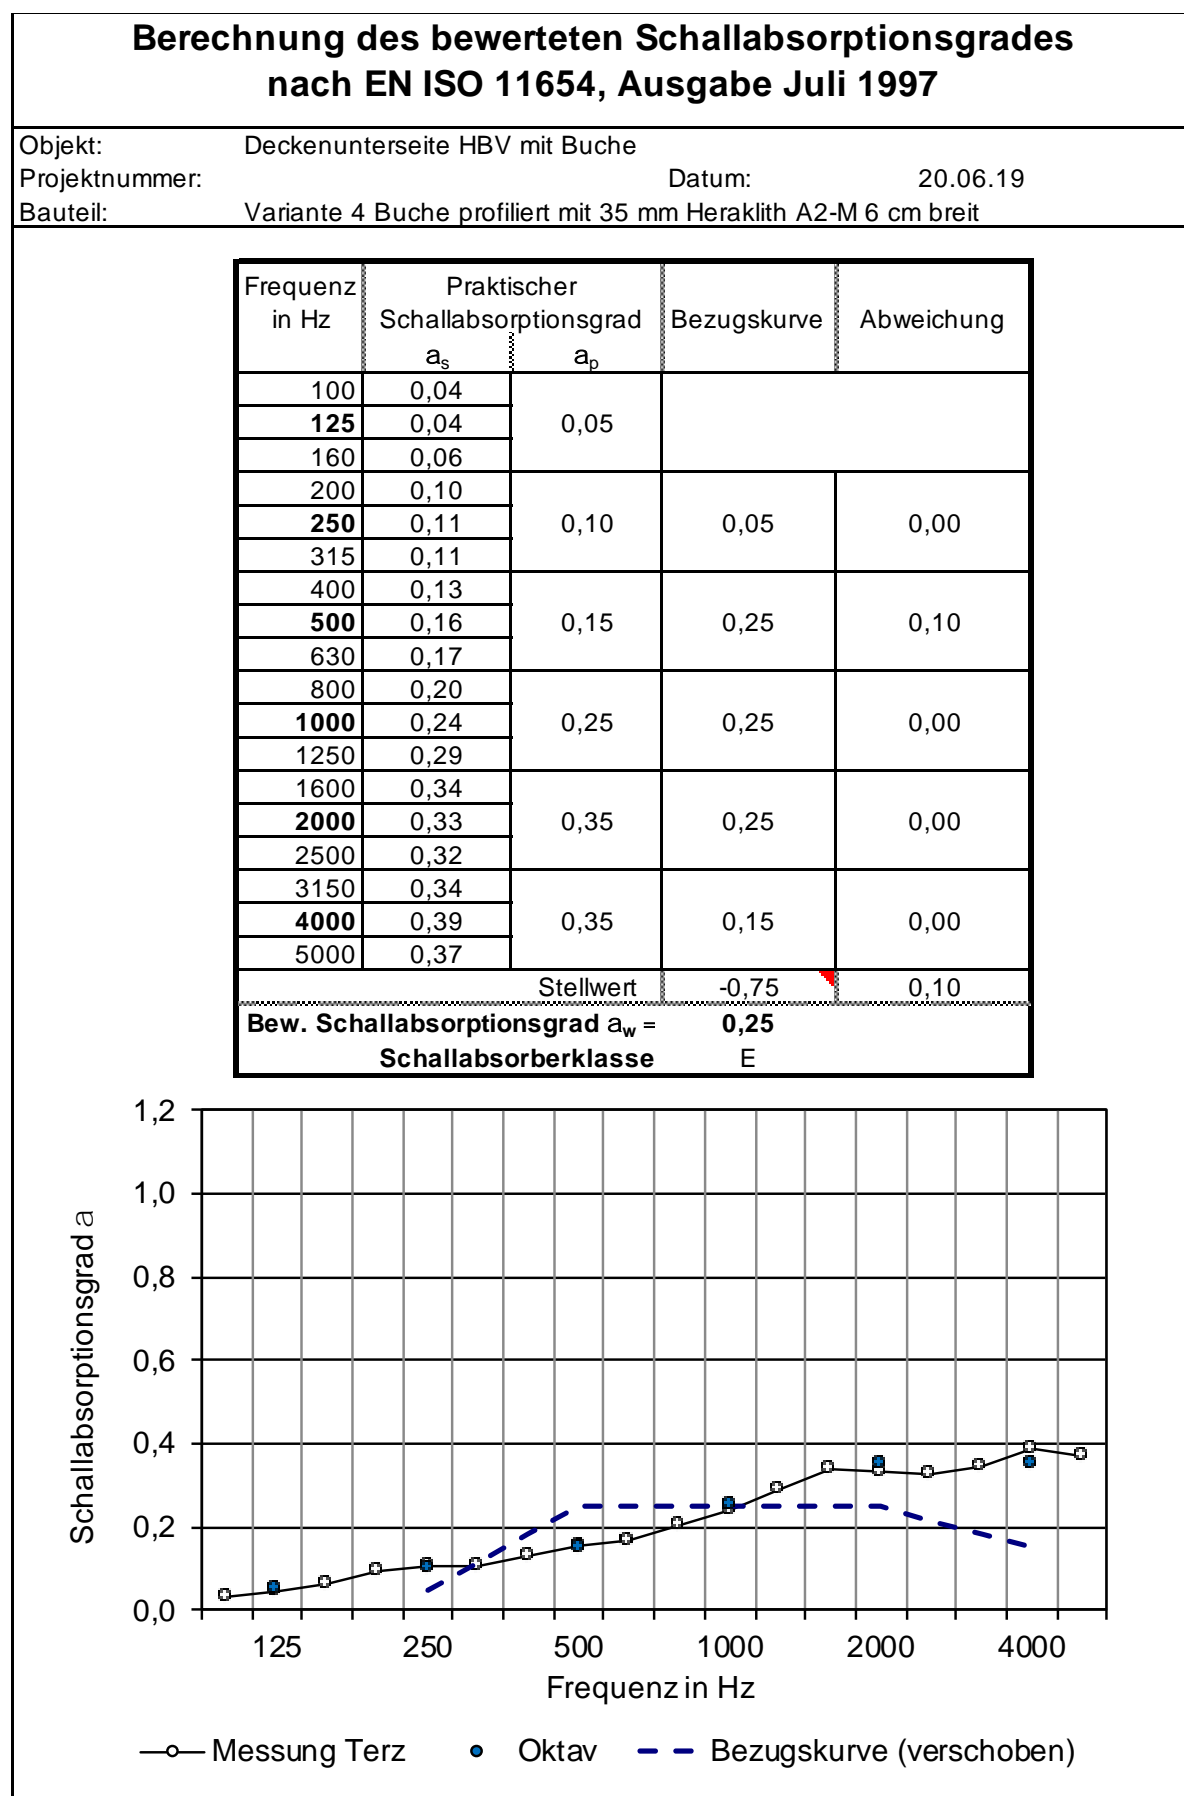 Berechnung des bewerteten Schallabsorptionsgrades
nach EN ISO 11654, Ausgabe Juli 1997
Objekt: Deckenunterseite HBV mit Buche
Projektnummer: Datum: 20.06.19
Bauteil: Variante 4 Buche profiliert mit 35 mm Heraklith A2-M 6 cm breit
Frequenz Praktischer
in Hz Schallabsorptionsgrad Bezugskurve Abweichung
as ap
100 0,04
125 0,04 0,05
160 0,06
200 0,10
250 0,11 0,10 0,05 0,00
315 0,11
400 0,13
500 0,16 0,15 0,25 0,10
630 0,17
800 0,20
1000 0,24 0,25 0,25 0,00
1250 0,29
1600 0,34
2000 0,33 0,35 0,25 0,00
2500 0,32
3150 0,34
4000 0,39 0,35 0,15 0,00
5000 0,37
Stellwert -0,75 0,10
Bew. Schallabsorptionsgrad aw = 0,25
Schallabsorberklasse E
1,2
1,0
0,8
0,6
0,4
0,2
0,0
Schallabsorptionsgrad a
125 250 500 1000 2000 4000
Frequenz in Hz
Messung Terz Oktav Bezugskurve (verschoben)